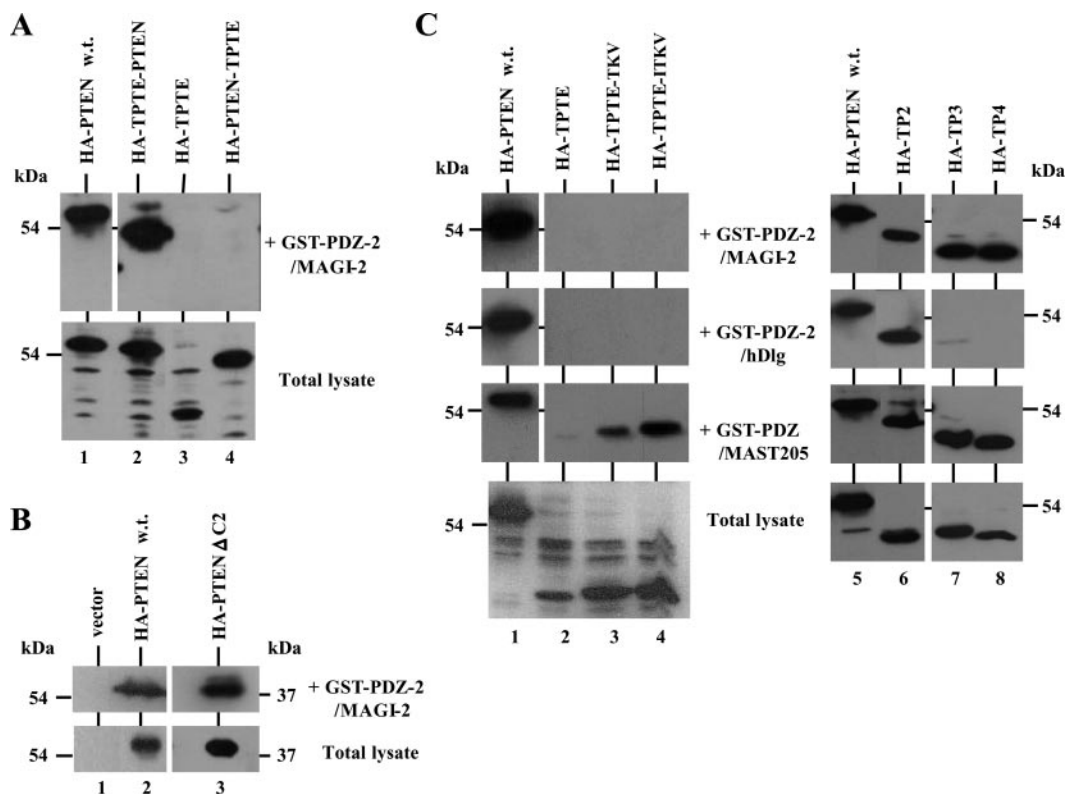 A
HA-PTEN w.t.
HA-TPTE-PTEN
HA-TPTE
HA-PTEN-TPTE
kDa
54
+ GST-PDZ-2
/MAGI-2
54
Total lysate
1 2 3 4
B
vector
HA-PTEN w.t.
HA-PTEN Δ C2
kDa
kDa
54
37
+ GST-PDZ-2
/MAGI-2
54
37
Total lysate
1 2 3
C
HA-PTEN w.t.
HA-TPTE
HA-TPTE-TKV
HA-TPTE-ITKV
kDa
54
+ GST-PDZ-2
/MAGI-2
54
+ GST-PDZ-2
/hDlg
54
+ GST-PDZ
/MAST205
54
Total lysate
1 2 3 4
HA-PTEN w.t.
HA-TP2
HA-TP3
HA-TP4
kDa
54
54
54
54
5 6 7 8